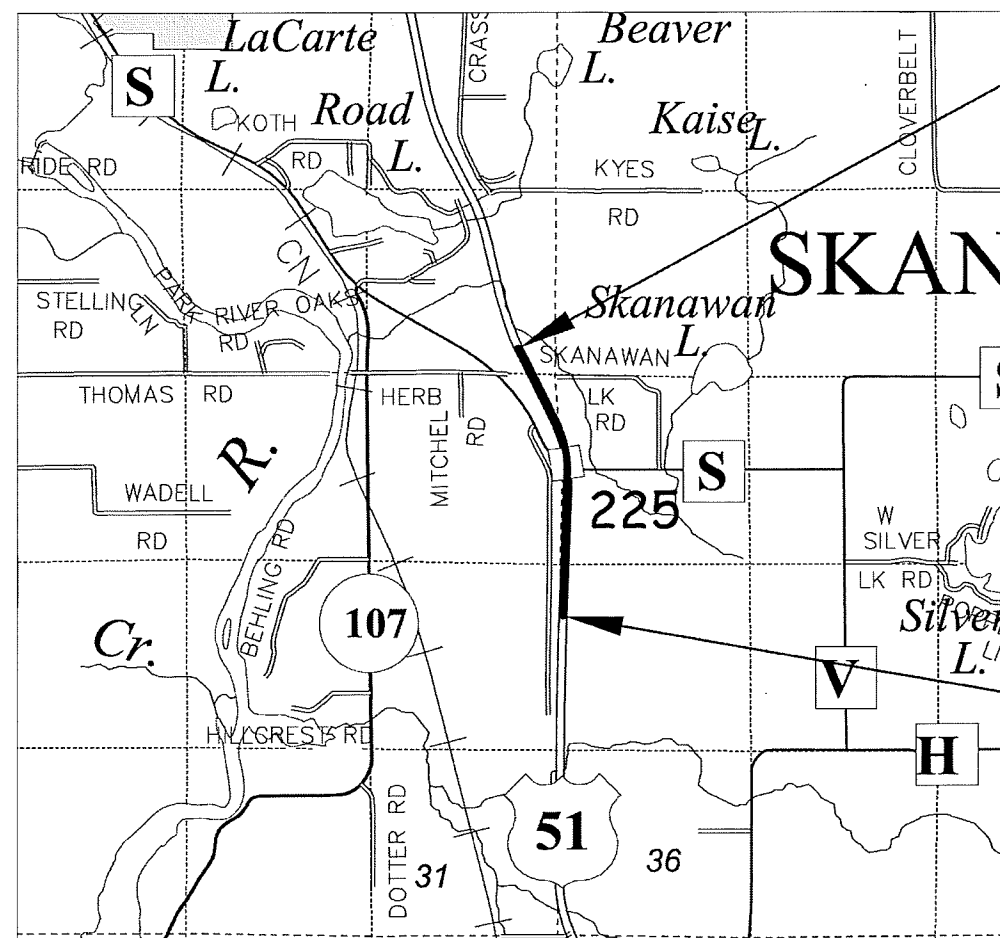 LaCarte
L.
CRASS
Beaver
L.
CLOVERBELT
S
KOTH
RD
Road
L.
Kaise
L.
RIDE RD
KYES
RD
CN
SKAN
STELLING
RD
LN
PARK
RIVER OAKS
RD
Skanawan
L.
SKANAWAN
LK
RD
THOMAS RD
HERB
MITCHEL
RD
R.
WADELL
RD
S
225
W
SILVER
LK RD
BEHLING RD
107
Silver
L.
Cr.
V
HILLCREST RD
H
DOTTER RD
31
51
36